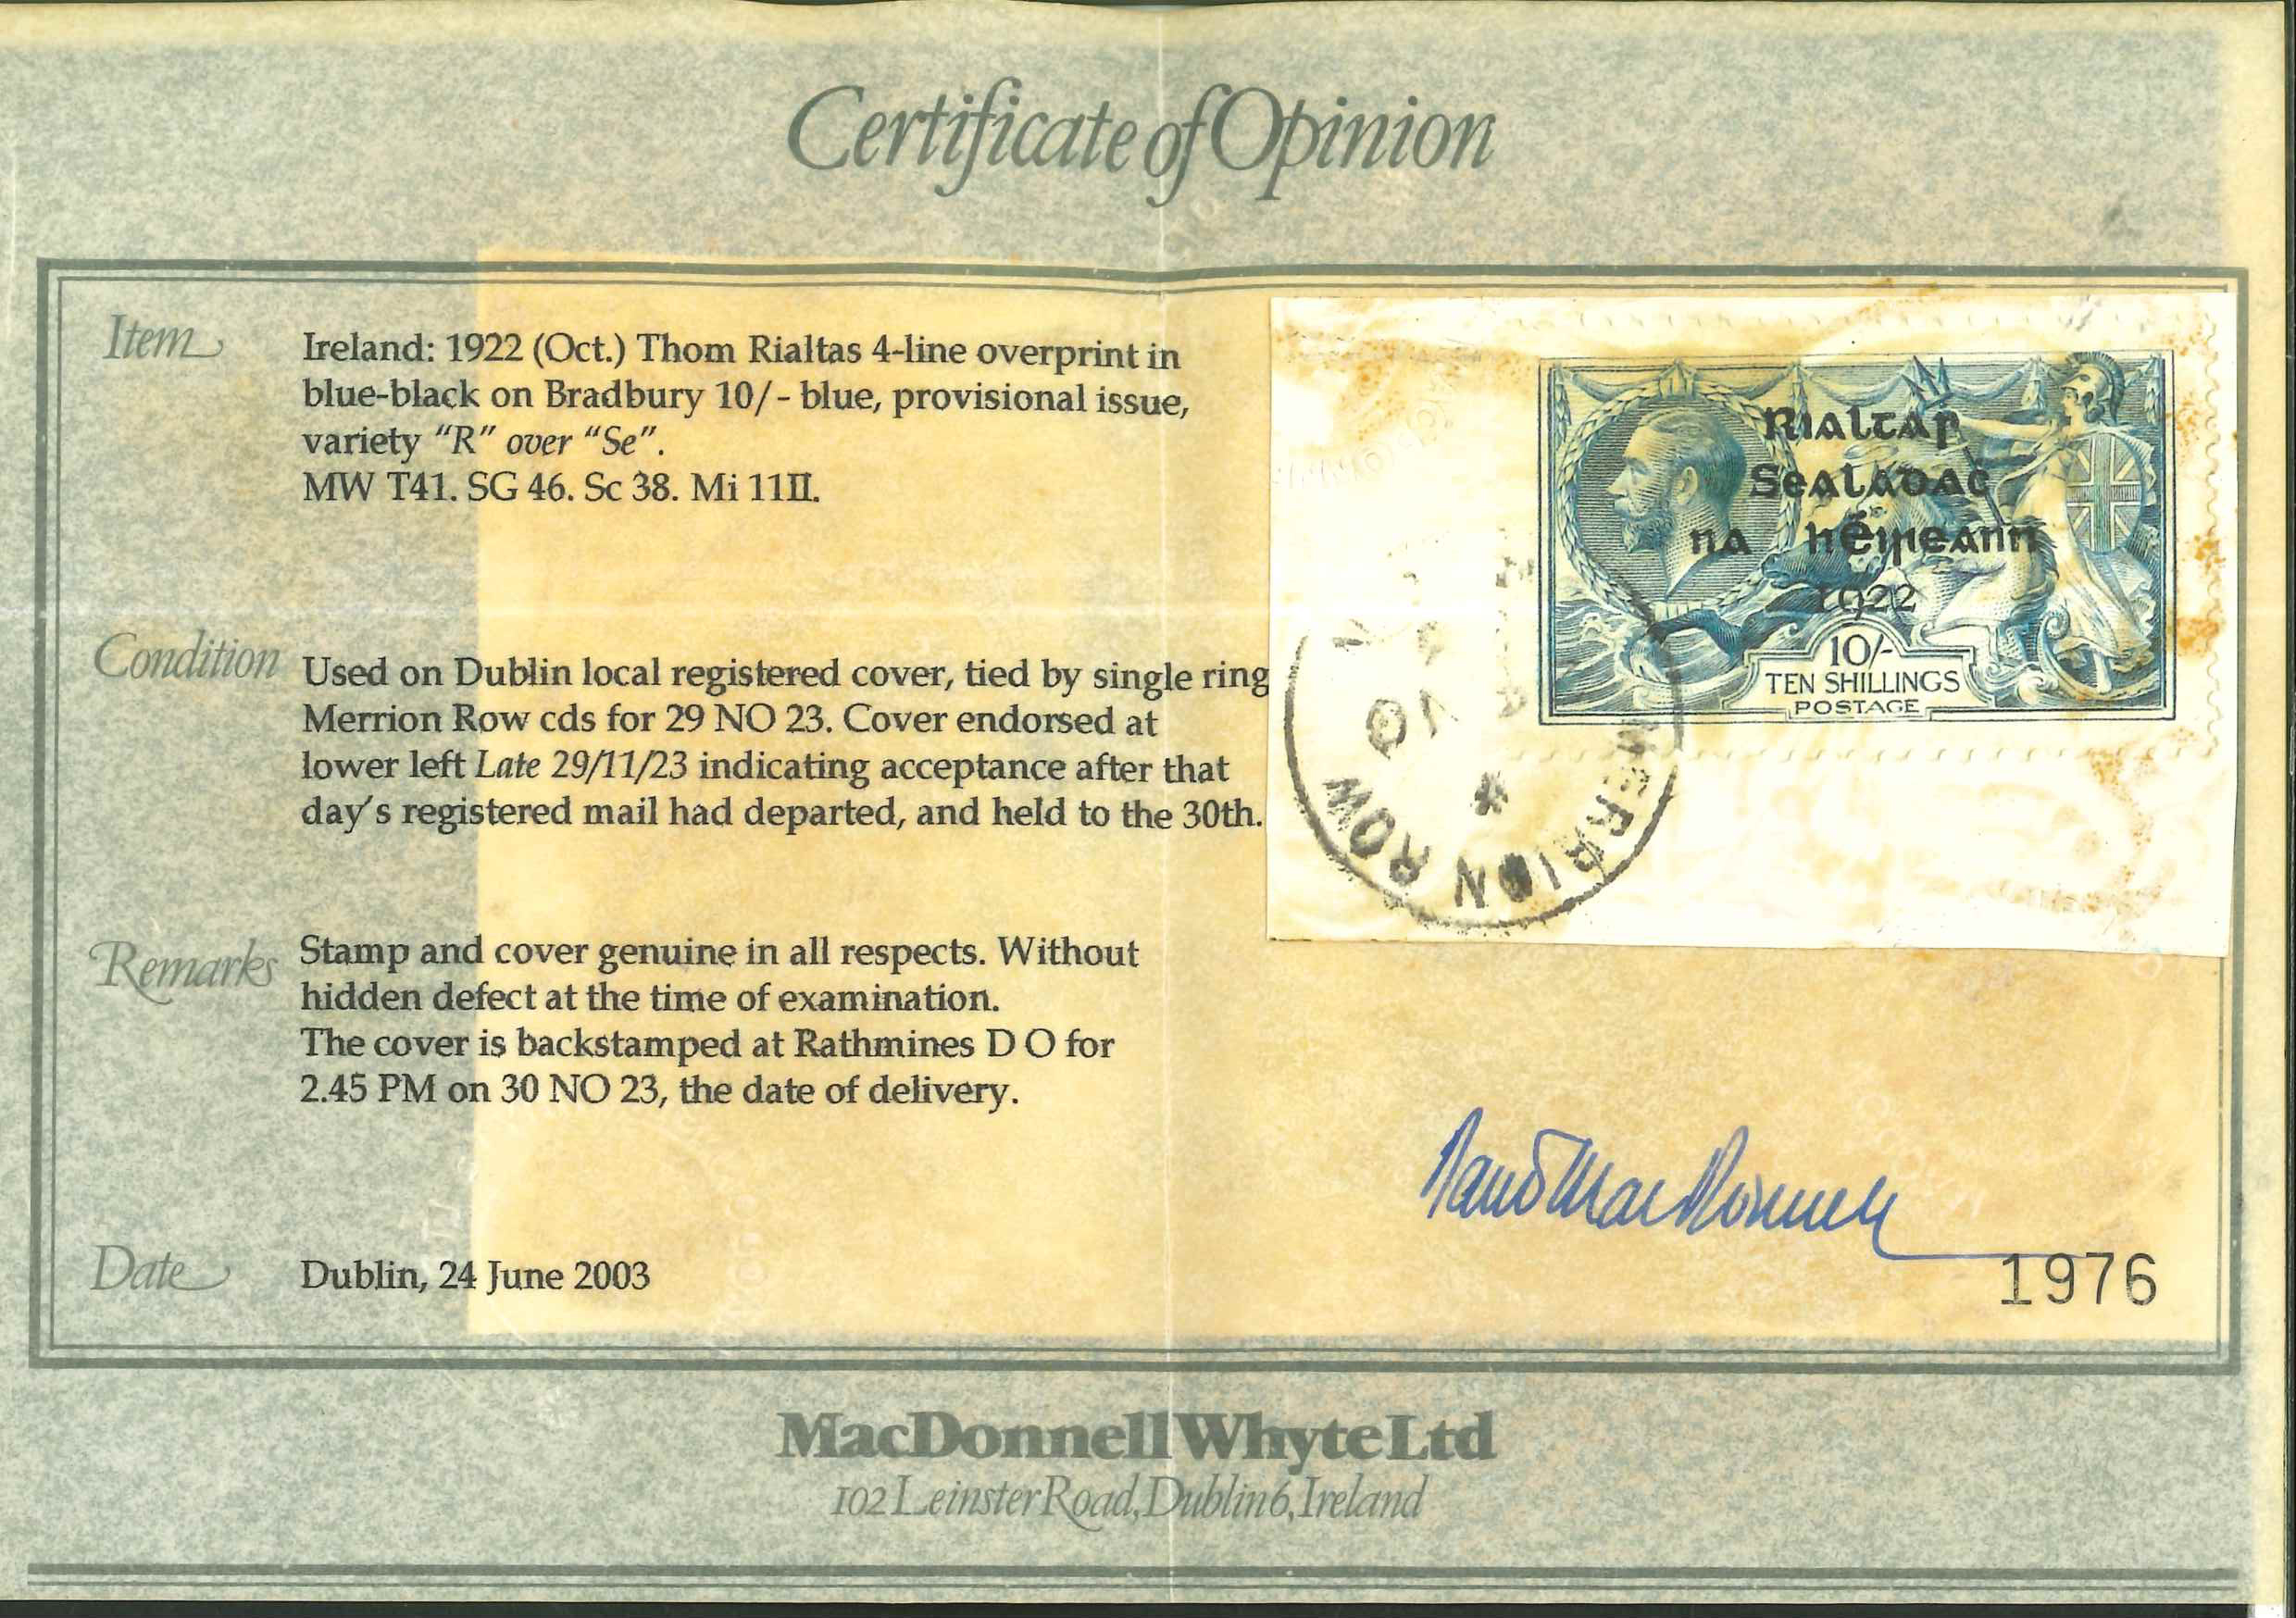 Certificate of Opinion
Item
Ireland: 1922 (Oct.) Thom Rialtas 4-line overprint in
blue-black on Bradbury 10/- blue, provisional issue,
variety "R" over "Se".
MW T41. SG 46. Sc 38. Mi 11II.
Rialtas
Sealadac
na hÉireann
1922
10/-
TEN SHILLINGS
POSTAGE
MERRION ROW
Condition
Used on Dublin local registered cover, tied by single ring
Merrion Row cds for 29 NO 23. Cover endorsed at
lower left Late 29/11/23 indicating acceptance after that
day's registered mail had departed, and held to the 30th.
Remarks
Stamp and cover genuine in all respects. Without
hidden defect at the time of examination.
The cover is backstamped at Rathmines D O for
2.45 PM on 30 NO 23, the date of delivery.
Date
Dublin, 24 June 2003
1976
MacDonnell Whyte Ltd
102 Leinster Road, Dublin 6, Ireland